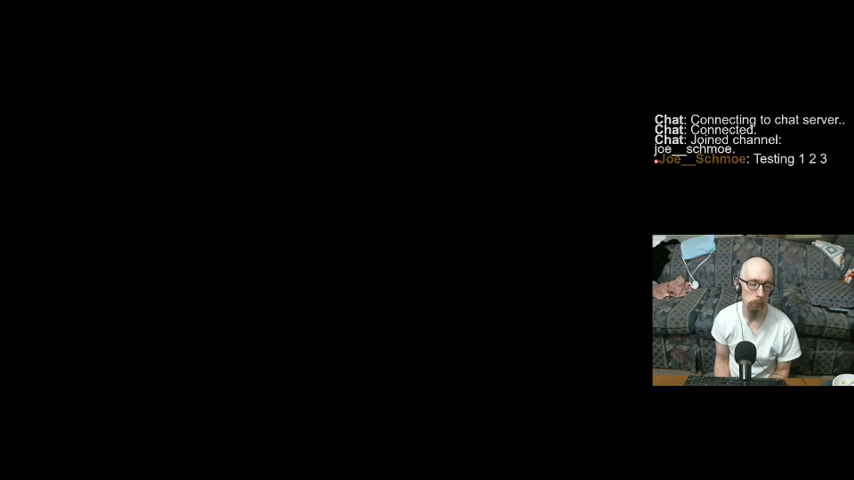 Chat: Connecting to chat server..
Chat: Connected.
Chat: Joined channel:
joe__schmoe.
Joe__Schmoe: Testing 1 2 3